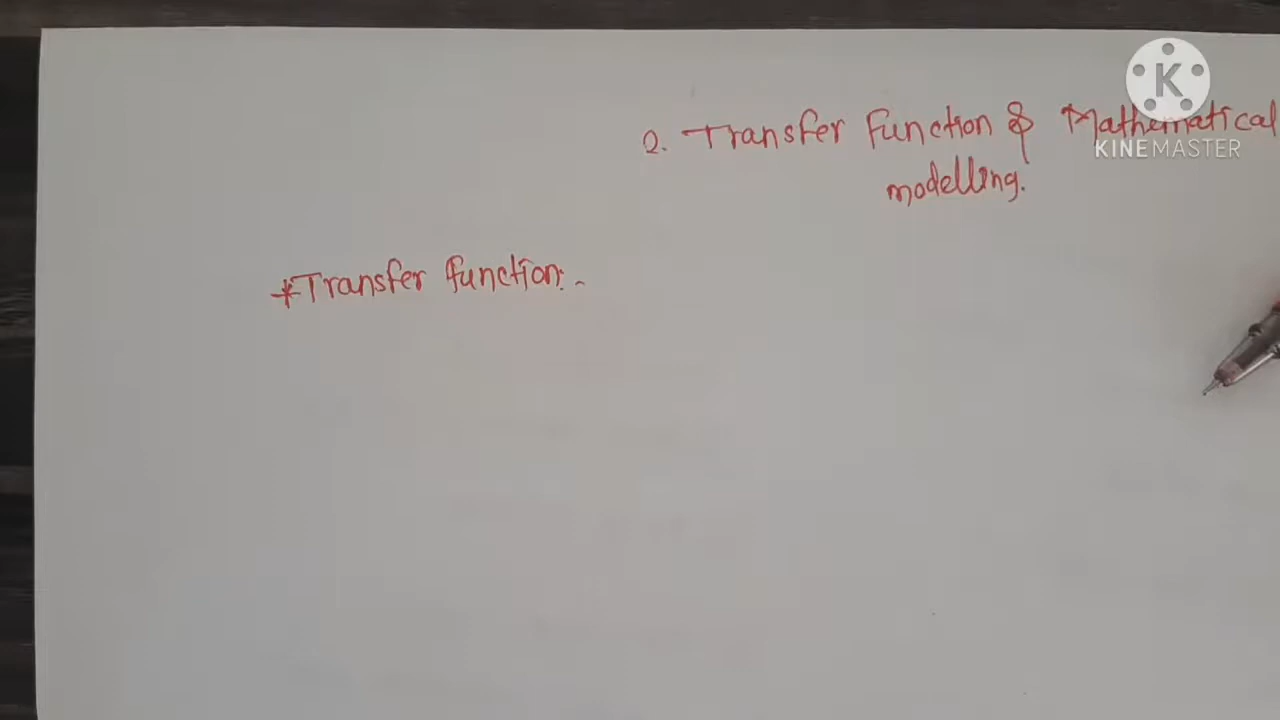 2. Transfer Function & Mathematical
modelling.
K
KINEMASTER
*Transfer function:-